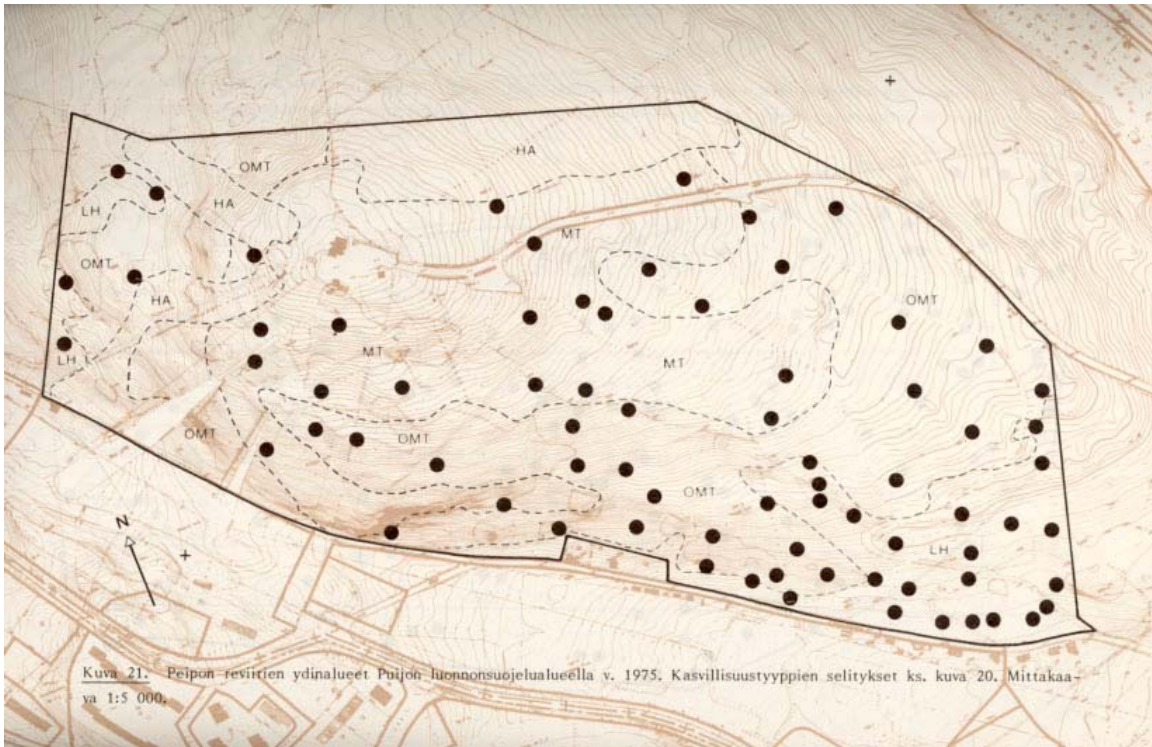 HA
OMT
HA
LH
MT
OMT
HA
OMT
MT
MT
LH
OMT
OMT
OMT
LH
N
Kuva 21. Peipon reviirien ydinalueet Puijon luonnonsuojelualueella v. 1975. Kasvillisuustyyppien selitykset ks. kuva 20. Mittakaa-
va 1:5 000.